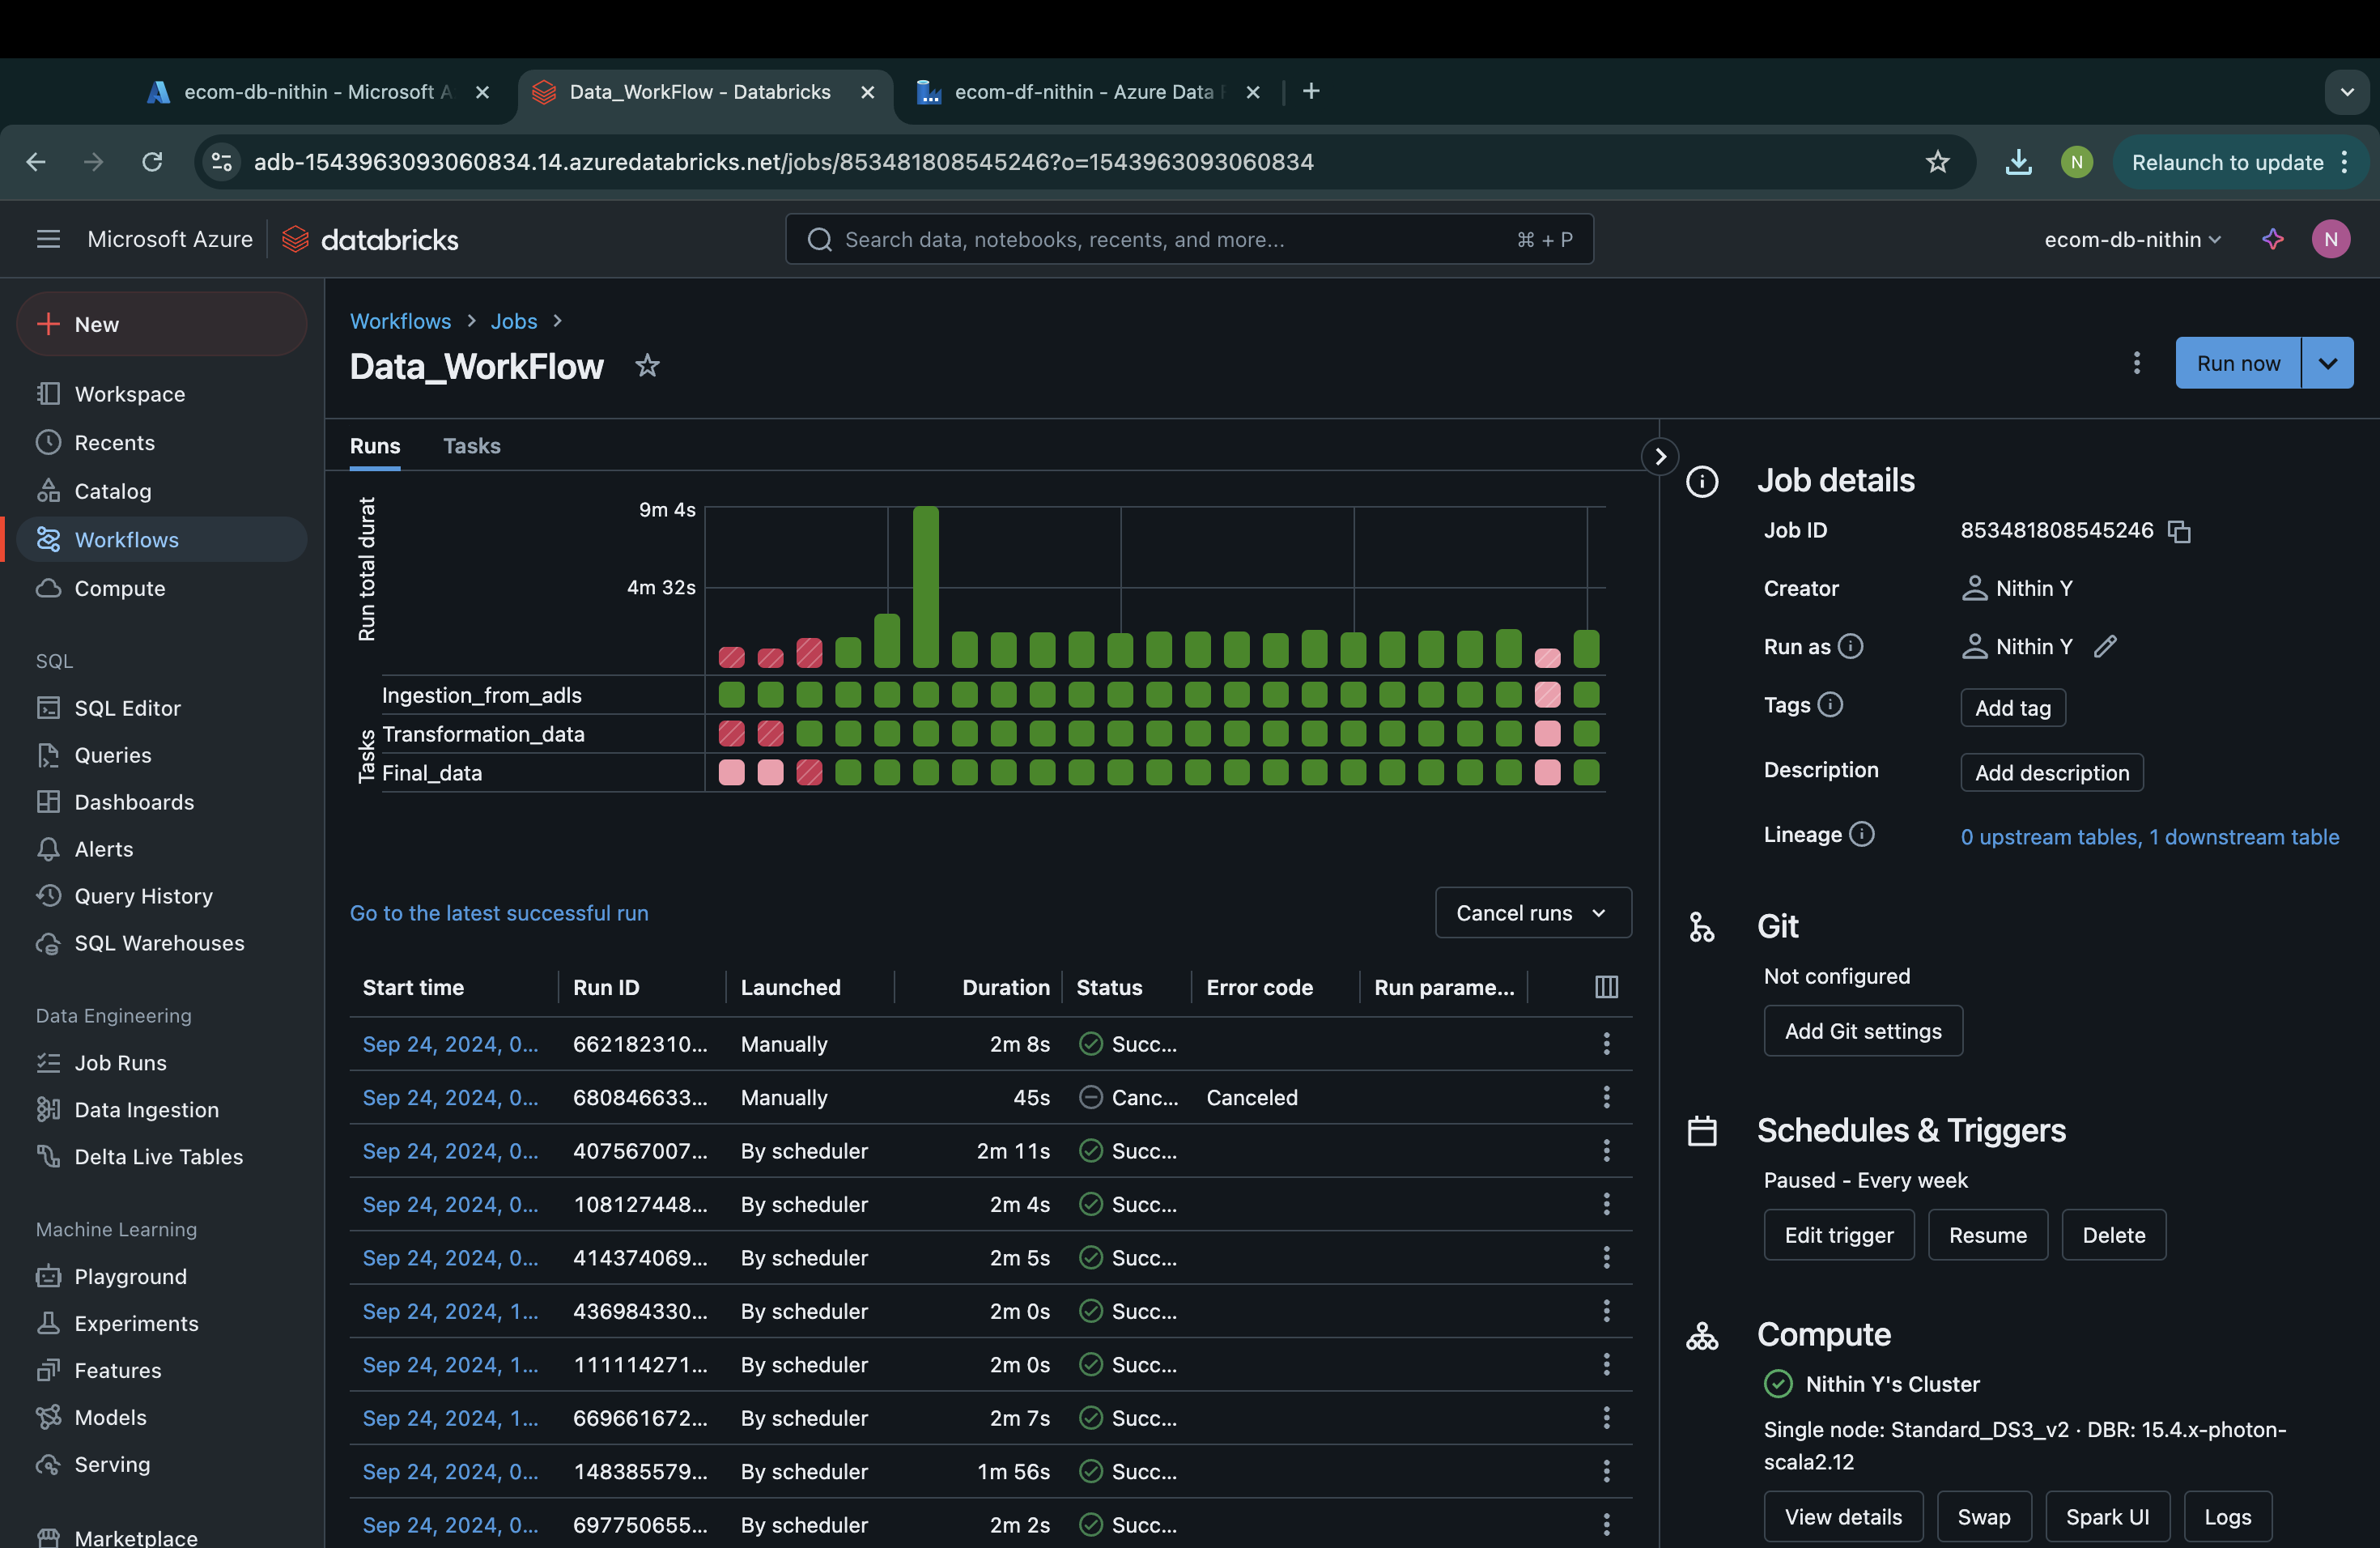 ecom-db-nithin - Microsoft A
Data_WorkFlow - Databricks
ecom-df-nithin - Azure Data F
adb-1543963093060834.14.azuredatabricks.net/jobs/853481808545246?o=1543963093060834
N
Relaunch to update
Microsoft Azure
databricks
Search data, notebooks, recents, and more...
⌘ + P
ecom-db-nithin
N
New
Workspace
Recents
Catalog
Workflows
Compute
SQL
SQL Editor
Queries
Dashboards
Alerts
Query History
SQL Warehouses
Data Engineering
Job Runs
Data Ingestion
Delta Live Tables
Machine Learning
Playground
Experiments
Features
Models
Serving
Marketplace
Workflows > Jobs >
Data_WorkFlow
Run now
Runs Tasks
Run total durat
9m 4s
4m 32s
Tasks
Ingestion_from_adls
Transformation_data
Final_data
Go to the latest successful run
Cancel runs
Start time Run ID Launched Duration Status Error code Run parame...
Sep 24, 2024, 0... 662182310... Manually 2m 8s Succ...
Sep 24, 2024, 0... 680846633... Manually 45s Canc... Canceled
Sep 24, 2024, 0... 407567007... By scheduler 2m 11s Succ...
Sep 24, 2024, 0... 108127448... By scheduler 2m 4s Succ...
Sep 24, 2024, 0... 414374069... By scheduler 2m 5s Succ...
Sep 24, 2024, 1... 436984330... By scheduler 2m 0s Succ...
Sep 24, 2024, 1... 111114271... By scheduler 2m 0s Succ...
Sep 24, 2024, 1... 669661672... By scheduler 2m 7s Succ...
Sep 24, 2024, 0... 148385579... By scheduler 1m 56s Succ...
Sep 24, 2024, 0... 697750655... By scheduler 2m 2s Succ...
Job details
Job ID 853481808545246
Creator Nithin Y
Run as Nithin Y
Tags Add tag
Description Add description
Lineage 0 upstream tables, 1 downstream table
Git
Not configured
Add Git settings
Schedules & Triggers
Paused - Every week
Edit trigger Resume Delete
Compute
Nithin Y's Cluster
Single node: Standard_DS3_v2 · DBR: 15.4.x-photon-
scala2.12
View details Swap Spark UI Logs